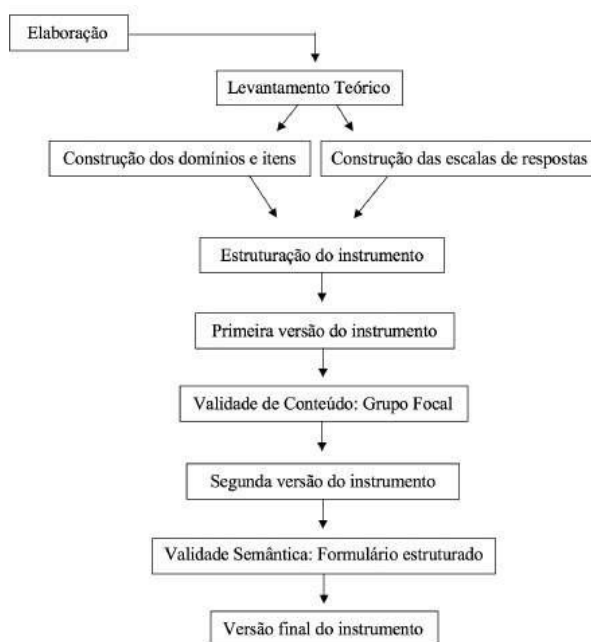 Elaboração
Levantamento Teórico
Construção dos domínios e itens
Construção das escalas de respostas
Estruturação do instrumento
Primeira versão do instrumento
Validade de Conteúdo: Grupo Focal
Segunda versão do instrumento
Validade Semântica: Formulário estruturado
Versão final do instrumento